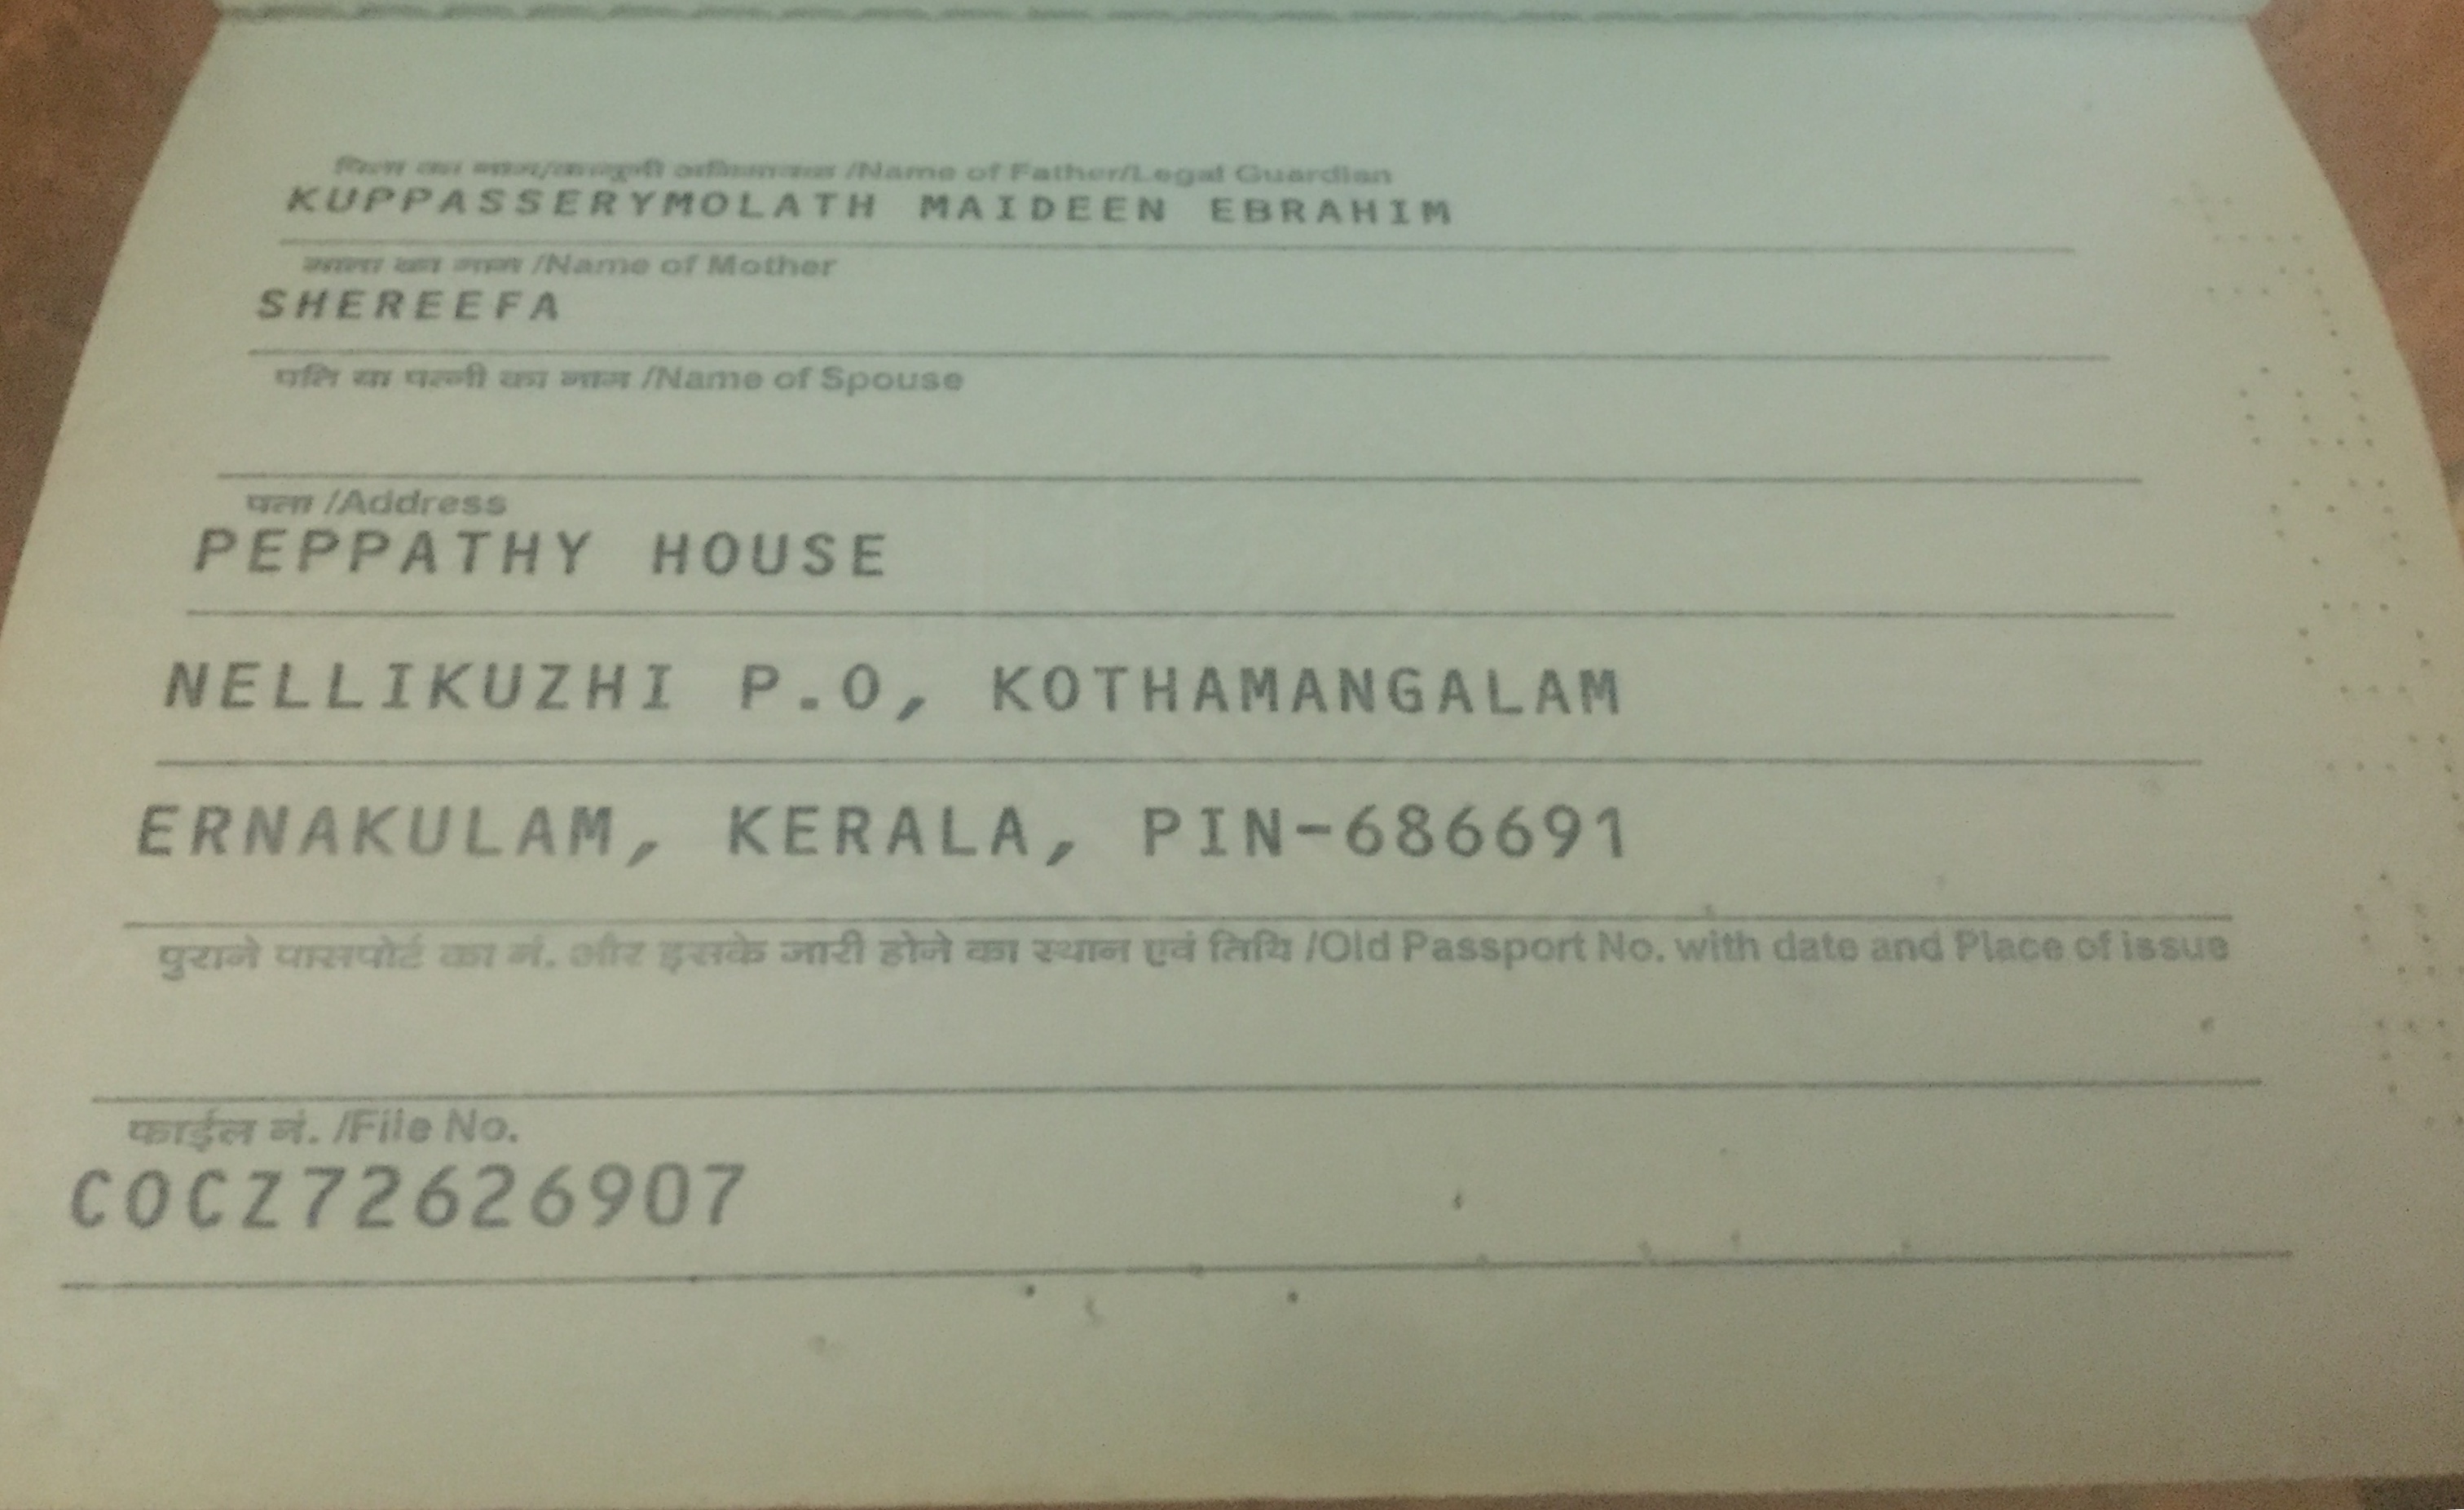 पिता का नाम/कानूनी अभिभावक /Name of Father/Legal Guardian
KUPPASSERYMOLATH MAIDEEN EBRAHIM
माता का नाम /Name of Mother
SHEREEFA
पति या पत्नी का नाम /Name of Spouse
पता /Address
PEPPATHY HOUSE
NELLIKUZHI P.O, KOTHAMANGALAM
ERNAKULAM, KERALA, PIN-686691
पुराने पासपोर्ट का नं. और इसके जारी होने का स्थान एवं तिथि /Old Passport No. with date and Place of issue
फाईल नं. /File No.
COCZ72626907